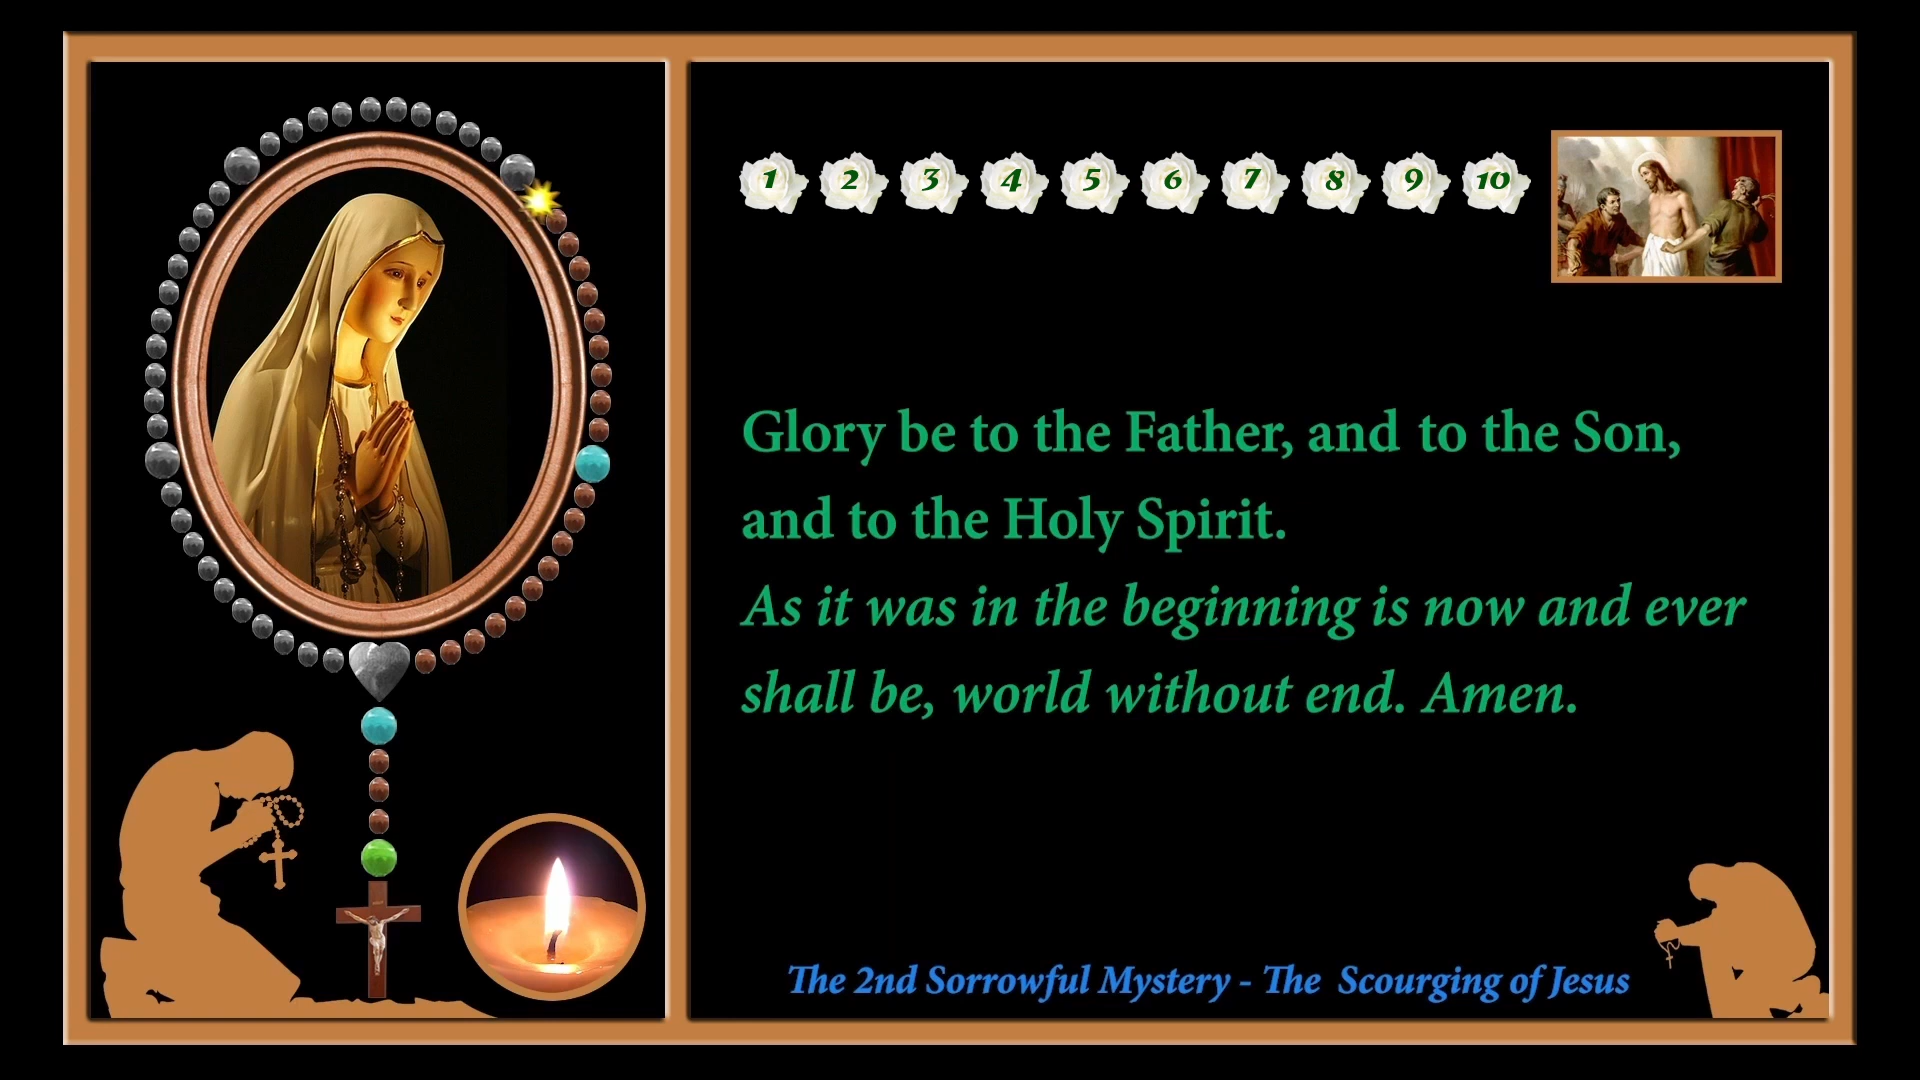 1 2 3 4 5 6 7 8 9 10
Glory be to the Father, and to the Son,
and to the Holy Spirit.
As it was in the beginning is now and ever
shall be, world without end. Amen.
The 2nd Sorrowful Mystery - The Scourging of Jesus